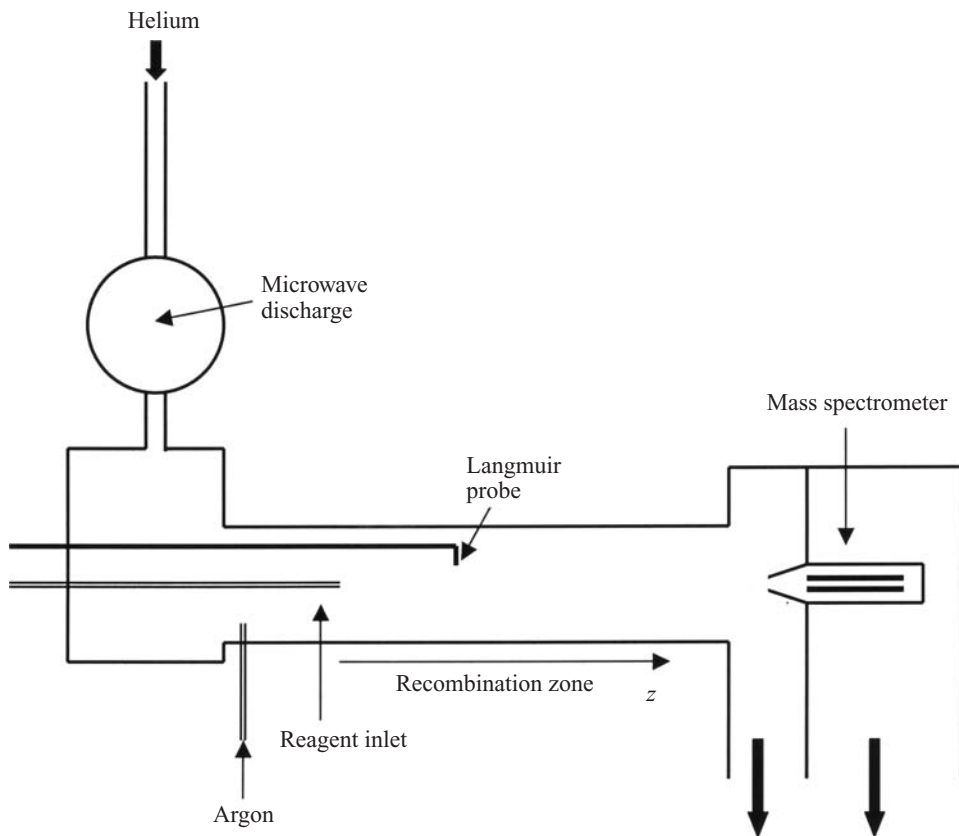 Helium
Microwave
discharge
Mass spectrometer
Langmuir
probe
Recombination zone
z
Reagent inlet
Argon